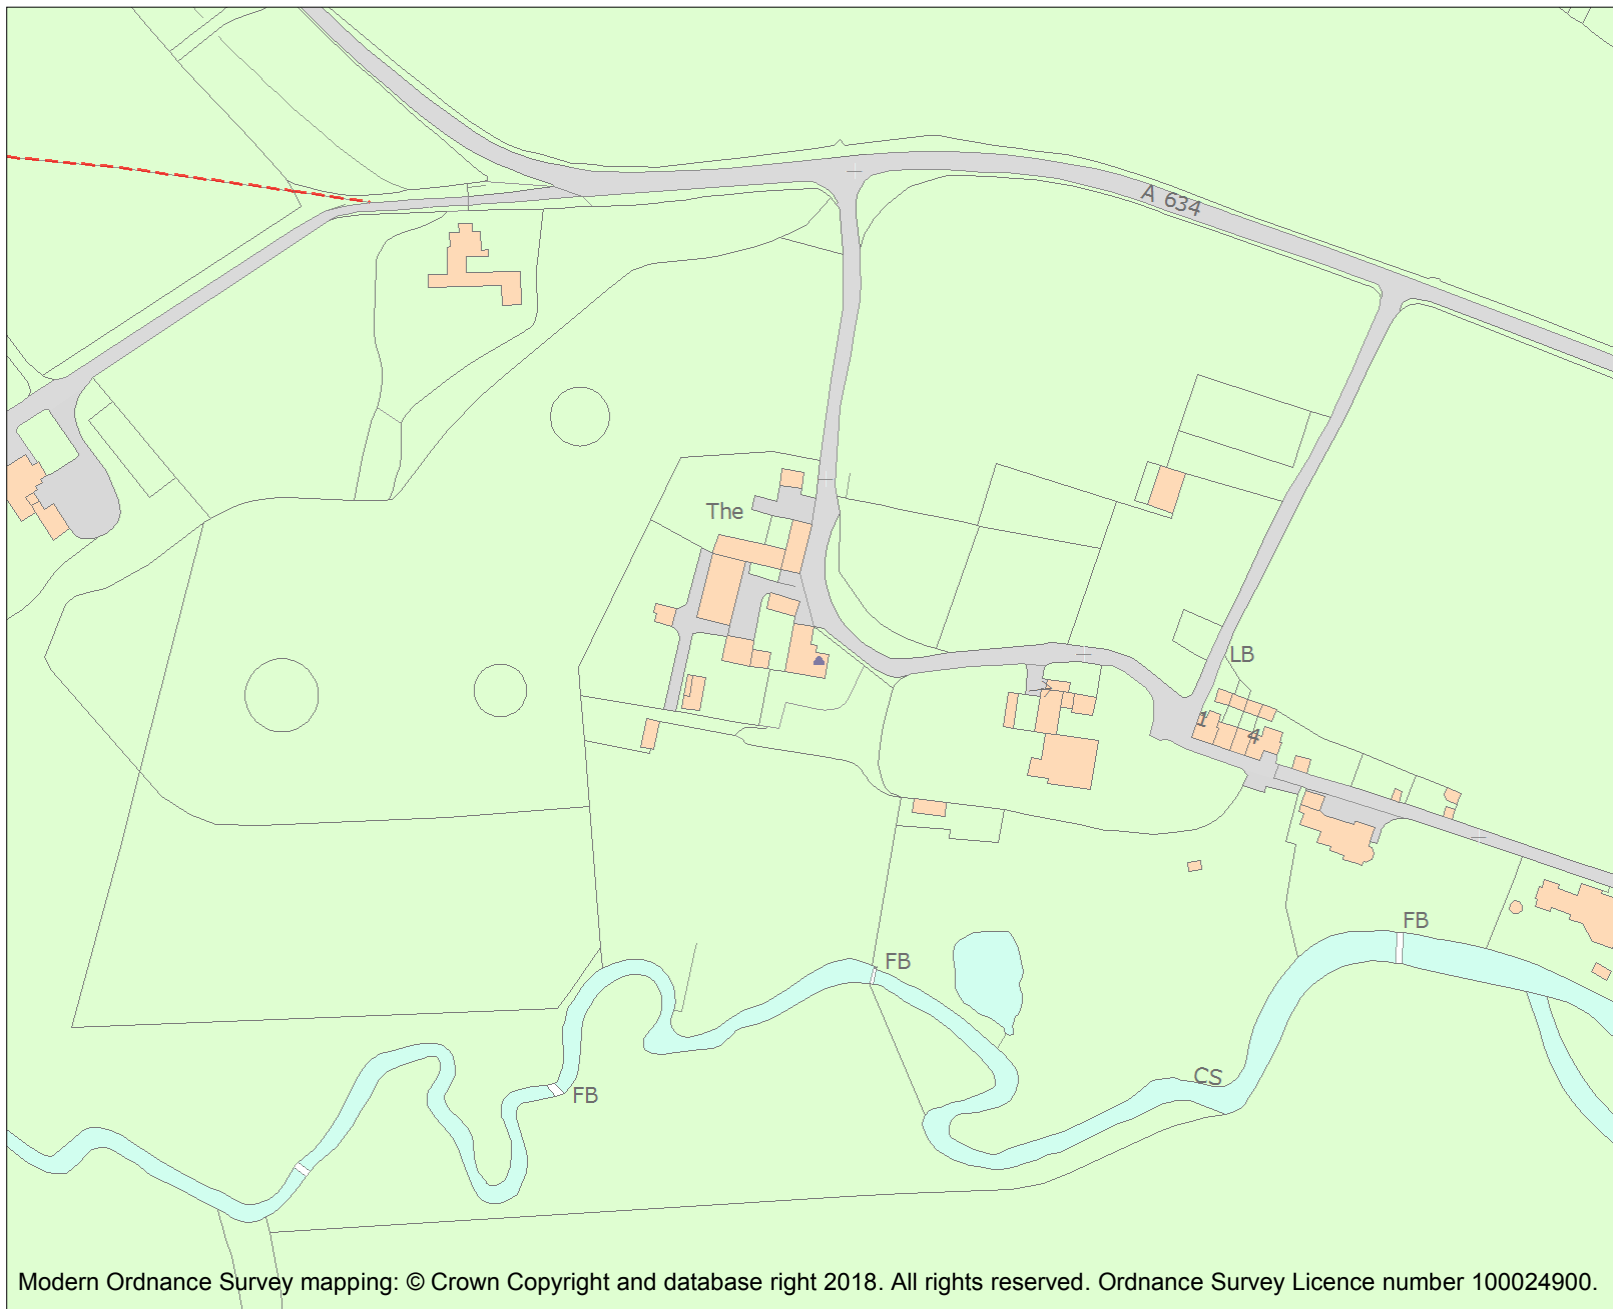 A 634
The
LB
1
4
FB
FB
CS
FB
Modern Ordnance Survey mapping: © Crown Copyright and database right 2018. All rights reserved. Ordnance Survey Licence number 100024900.